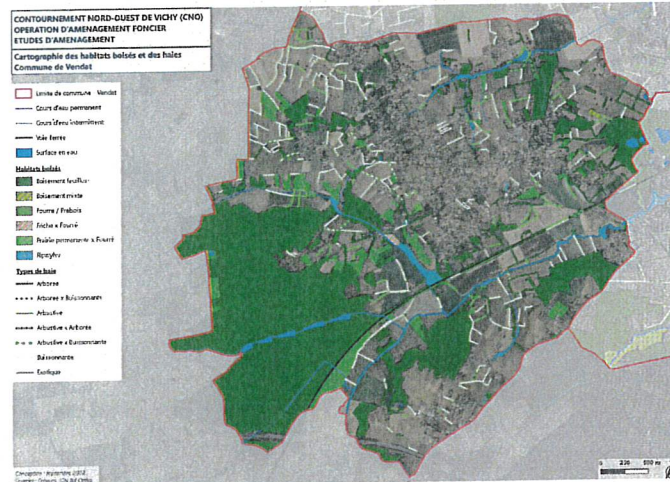 CONTOURNEMENT NORD-OUEST DE VICHY (CNO)
OPERATION D'AMENAGEMENT FONCIER
ETUDES D'AMENAGEMENT
Cartographie des habitats boisés et des haies
Commune de Vendat
Limite de commune - Vendat
Cours d'eau permanent
Cours d'eau intermittent
Voie ferrée
Surface en eau
Habitats boisés
Boisement feuillus
Boisement mixte
Fourré / Prébois
Friche x Fourré
Prairie permanente x Fourré
Ripisylve
Types de haie
Arborée
Arborée x Buissonnante
Arbustive
Arbustive x Arborée
Arbustive x Buissonnante
Buissonnante
Exotique
0 250 500 m